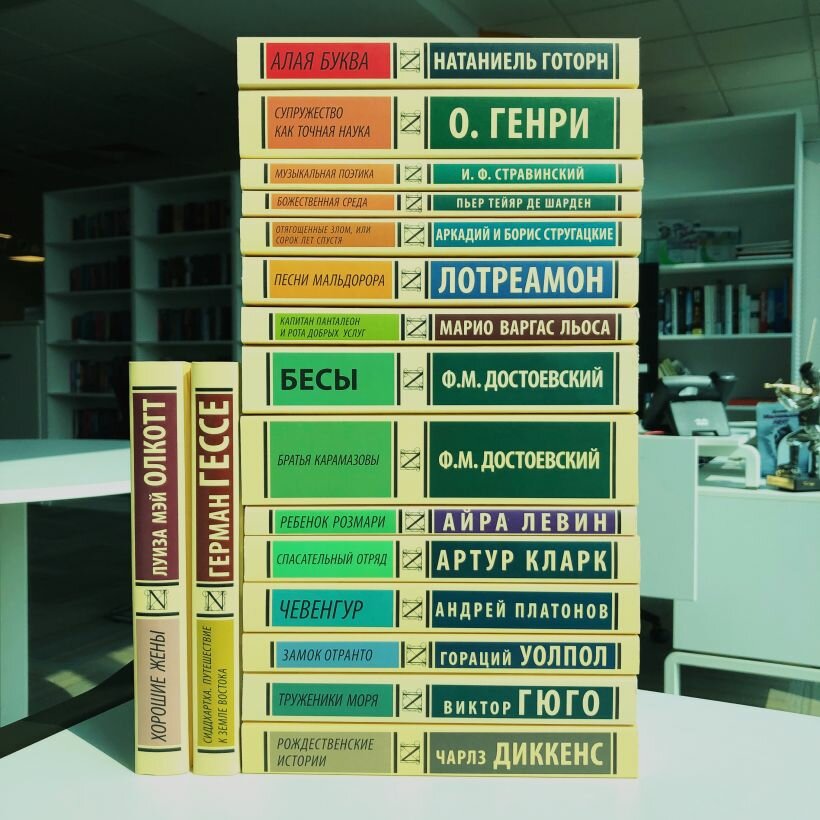 АЛАЯ БУКВА
НАТАНИЕЛЬ ГОТОРН
СУПРУЖЕСТВО
КАК ТОЧНАЯ НАУКА
О. ГЕНРИ
МУЗЫКАЛЬНАЯ ПОЭТИКА
И. Ф. СТРАВИНСКИЙ
БОЖЕСТВЕННАЯ СРЕДА
ПЬЕР ТЕЙЯР ДЕ ШАРДЕН
ОТЯГОЩЕННЫЕ ЗЛОМ, ИЛИ
СОРОК ЛЕТ СПУСТЯ
АРКАДИЙ И БОРИС СТРУГАЦКИЕ
ПЕСНИ МАЛЬДОРОРА
ЛОТРЕАМОН
КАПИТАН ПАНТАЛЕОН
И РОТА ДОБРЫХ УСЛУГ
МАРИО ВАРГАС ЛЬОСА
БЕСЫ
Ф.М. ДОСТОЕВСКИЙ
БРАТЬЯ КАРАМАЗОВЫ
Ф.М. ДОСТОЕВСКИЙ
РЕБЕНОК РОЗМАРИ
АЙРА ЛЕВИН
СПАСАТЕЛЬНЫЙ ОТРЯД
АРТУР КЛАРК
ЧЕВЕНГУР
АНДРЕЙ ПЛАТОНОВ
ЗАМОК ОТРАНТО
ГОРАЦИЙ УОЛПОЛ
ТРУЖЕНИКИ МОРЯ
ВИКТОР ГЮГО
РОЖДЕСТВЕНСКИЕ
ИСТОРИИ
ЧАРЛЗ ДИККЕНС
ЛУИЗА МЭЙ ОЛКОТТ
ХОРОШИЕ ЖЕНЫ
ГЕРМАН ГЕССЕ
СИДДХАРТХА. ПУТЕШЕСТВИЕ
К ЗЕМЛЕ ВОСТОКА